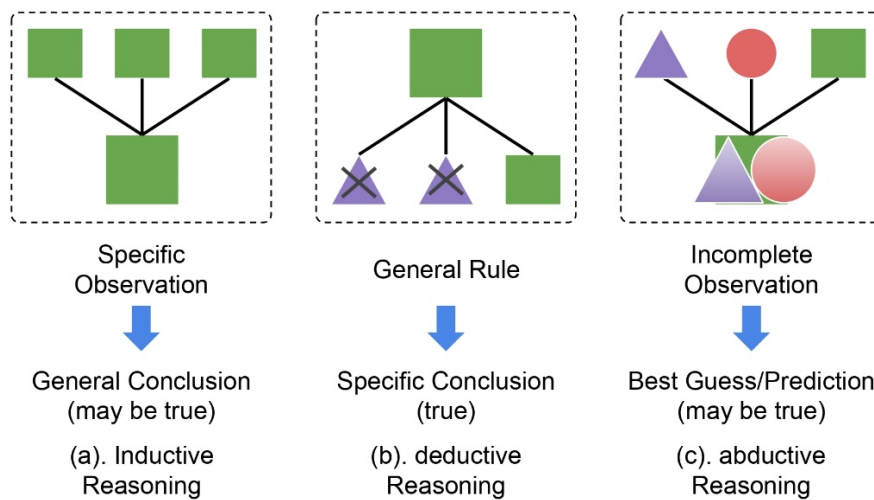 Specific
Observation
General Conclusion
(may be true)
(a). Inductive
Reasoning
General Rule
Specific Conclusion
(true)
(b). deductive
Reasoning
Incomplete
Observation
Best Guess/Prediction
(may be true)
(c). abductive
Reasoning